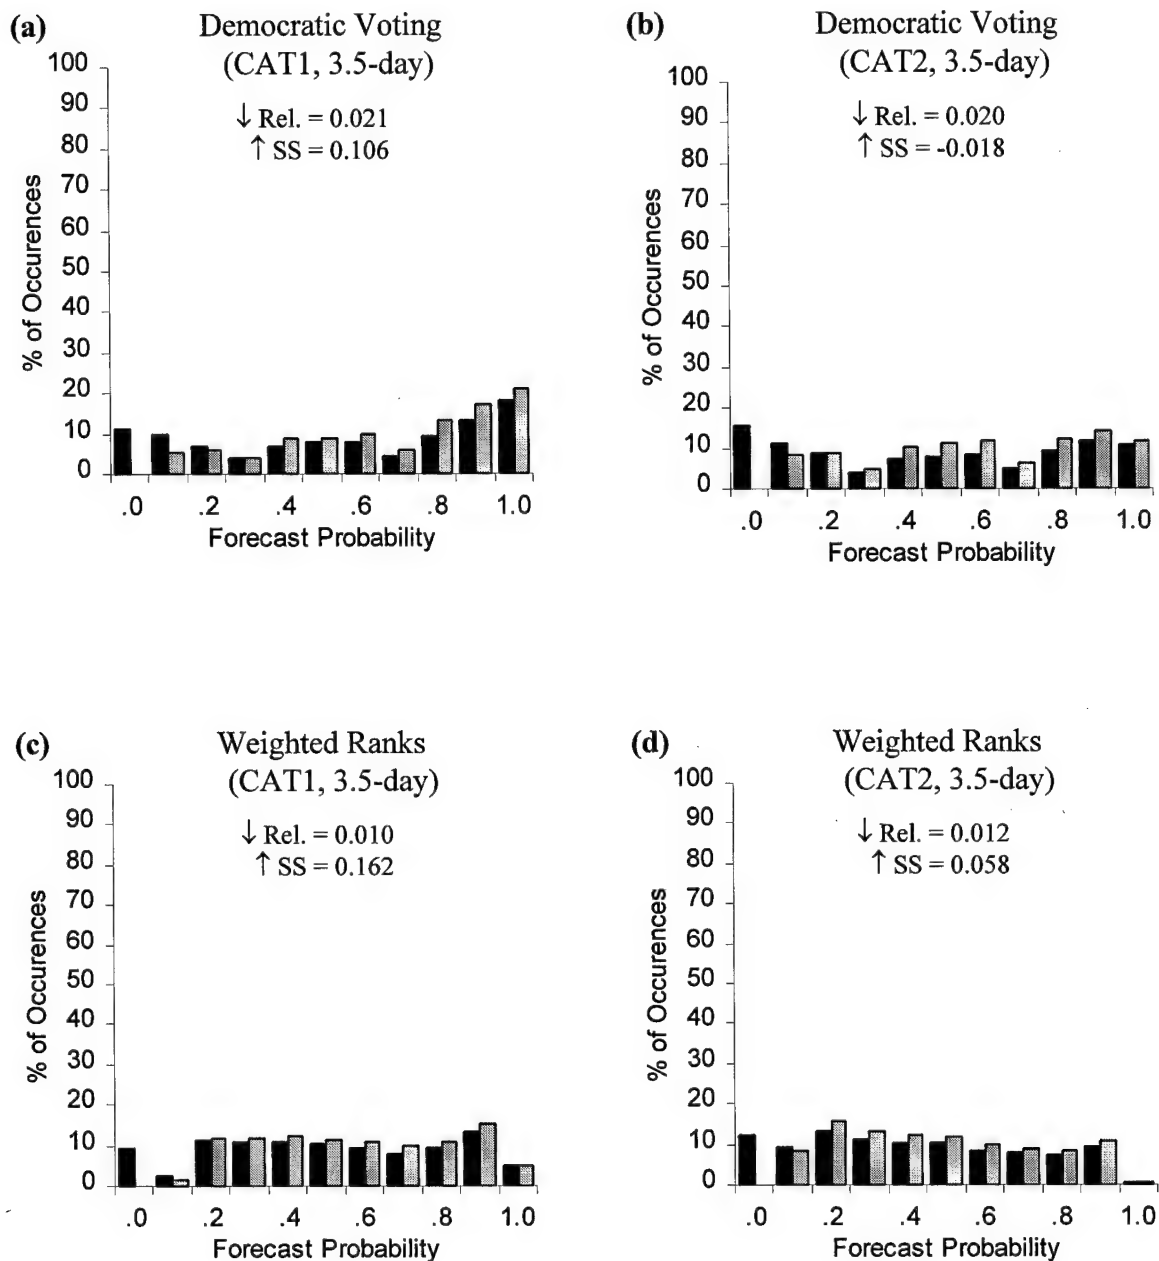 (a) Democratic Voting
(CAT1, 3.5-day)
↓ Rel. = 0.021
↑ SS = 0.106
% of Occurences
100
90
80
70
60
50
40
30
20
10
0
.0 .2 .4 .6 .8 1.0
Forecast Probability
(b) Democratic Voting
(CAT2, 3.5-day)
↓ Rel. = 0.020
↑ SS = -0.018
% of Occurences
100
90
80
70
60
50
40
30
20
10
0
.0 .2 .4 .6 .8 1.0
Forecast Probability
(c) Weighted Ranks
(CAT1, 3.5-day)
↓ Rel. = 0.010
↑ SS = 0.162
% of Occurences
100
90
80
70
60
50
40
30
20
10
0
.0 .2 .4 .6 .8 1.0
Forecast Probability
(d) Weighted Ranks
(CAT2, 3.5-day)
↓ Rel. = 0.012
↑ SS = 0.058
% of Occurences
100
90
80
70
60
50
40
30
20
10
0
.0 .2 .4 .6 .8 1.0
Forecast Probability